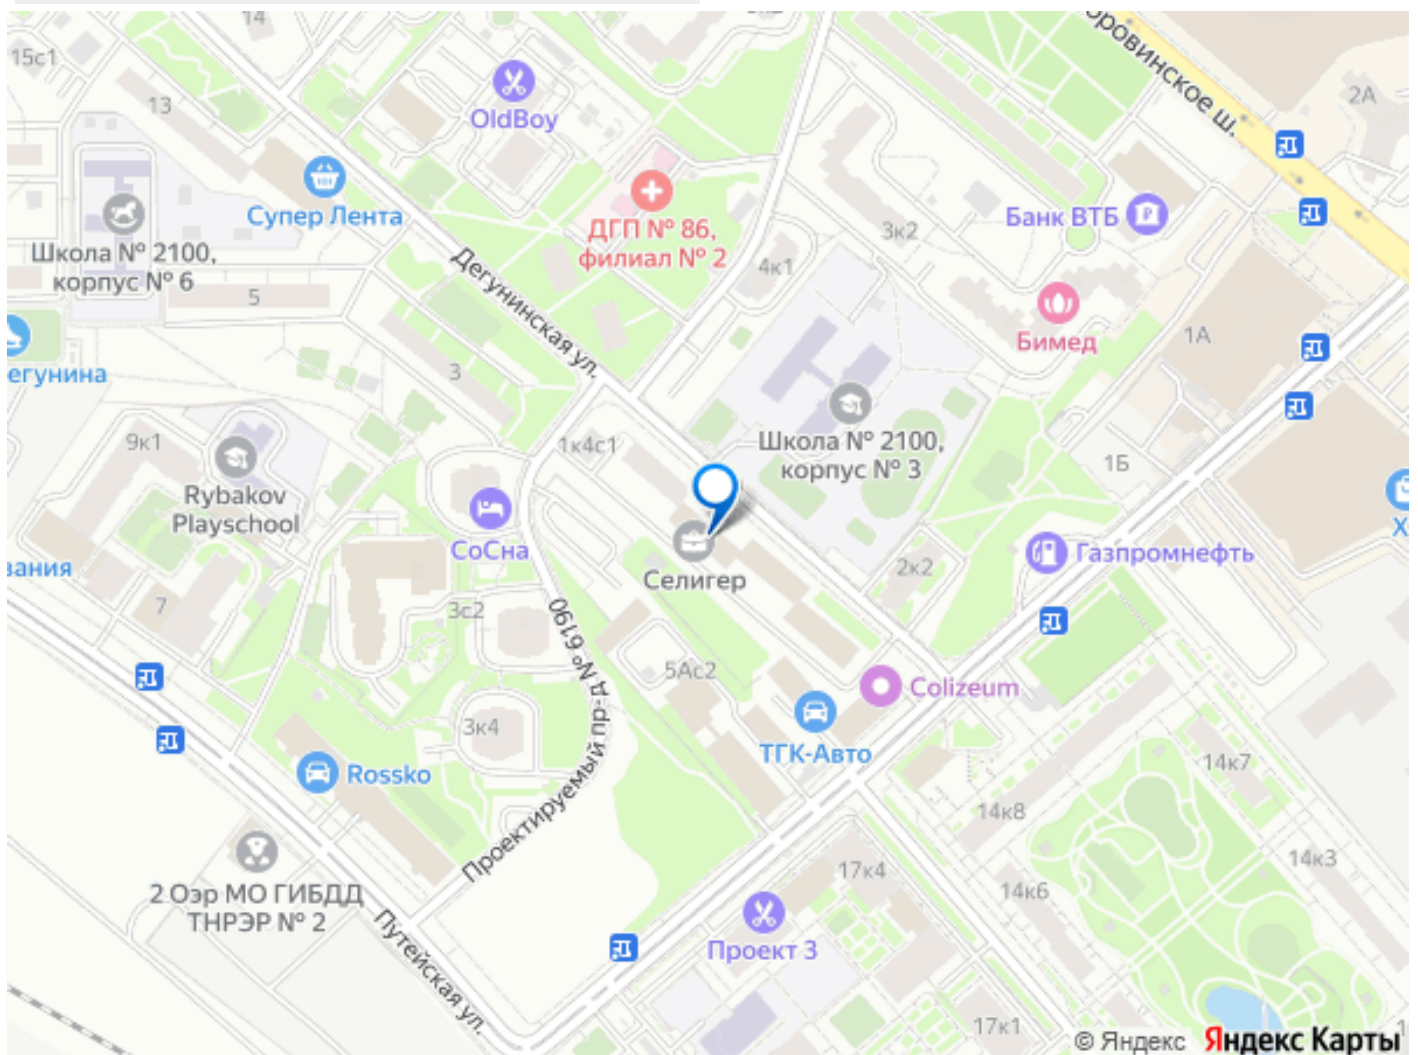 14
15с1
13
OldBoy
Супер Лента
Школа № 2100,
корпус № 6
5
ДГП № 86,
филиал № 2
4к1
3к2
Банк ВТБ
Бимед
2А
1А
1Б
Дегунинская ул.
3
егунина
9к1
Rybakov
Playschool
1к4с1
Школа № 2100,
корпус № 3
СоСна
Селигер
2к2
Газпромнефть
Х
вания
7
3с2
Проектируемый пр-д № 6190
5Ас2
Colizeum
ТГК-Авто
3к4
Rossko
14к7
14к8
14к3
14к6
17к4
2 Оэр МО ГИБДД
ТНРЭР № 2
Путейская ул.
Проект 3
17к1
© Яндекс Яндекс Карты